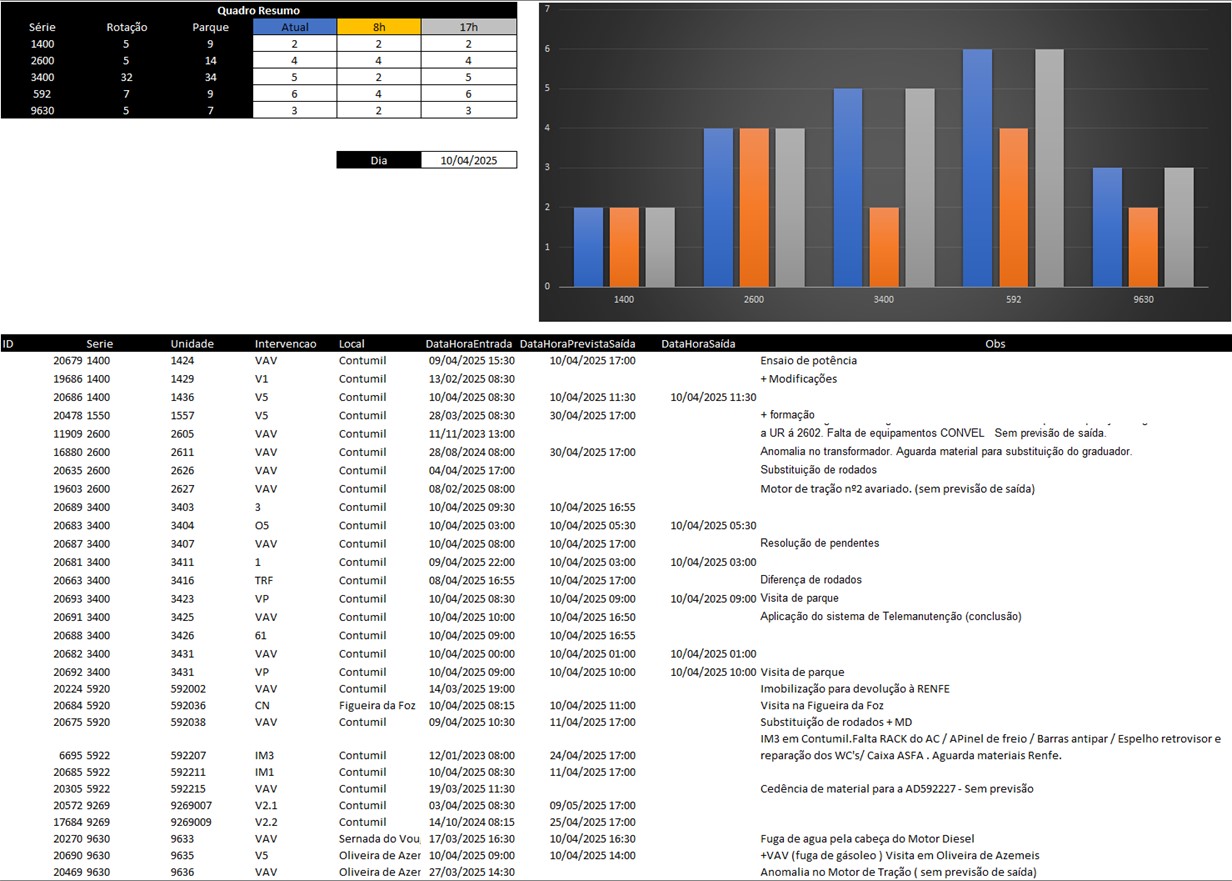 Quadro Resumo
Série Rotação Parque Atual 8h 17h
1400 5 9 2 2 2
2600 5 14 4 4 4
3400 32 34 5 2 5
592 7 9 6 4 6
9630 5 7 3 2 3
Dia 10/04/2025
7
6
5
4
3
2
1
0
1400 2600 3400 592 9630
ID Serie Unidade Intervencao Local DataHoraEntrada DataHoraPrevistaSaída DataHoraSaída Obs
20679 1400 1424 VAV Contumil 09/04/2025 15:30 10/04/2025 17:00 Ensaio de potência
19686 1400 1429 V1 Contumil 13/02/2025 08:30 + Modificações
20686 1400 1436 V5 Contumil 10/04/2025 08:30 10/04/2025 11:30 10/04/2025 11:30
20478 1550 1557 V5 Contumil 28/03/2025 08:30 30/04/2025 17:00 + formação
11909 2600 2605 VAV Contumil 11/11/2023 13:00 a UR á 2602. Falta de equipamentos CONVEL Sem previsão de saída.
16880 2600 2611 VAV Contumil 28/08/2024 08:00 30/04/2025 17:00 Anomalia no transformador. Aguarda material para substituição do graduador.
20635 2600 2626 VAV Contumil 04/04/2025 17:00 Substituição de rodados
19603 2600 2627 VAV Contumil 08/02/2025 08:00 Motor de tração nº2 avariado. (sem previsão de saída)
20689 3400 3403 3 Contumil 10/04/2025 09:30 10/04/2025 16:55
20683 3400 3404 O5 Contumil 10/04/2025 03:00 10/04/2025 05:30 10/04/2025 05:30
20687 3400 3407 VAV Contumil 10/04/2025 08:00 10/04/2025 17:00 Resolução de pendentes
20681 3400 3411 1 Contumil 09/04/2025 22:00 10/04/2025 03:00 10/04/2025 03:00
20663 3400 3416 TRF Contumil 08/04/2025 16:55 10/04/2025 17:00 Diferença de rodados
20693 3400 3423 VP Contumil 10/04/2025 08:30 10/04/2025 09:00 10/04/2025 09:00 Visita de parque
20691 3400 3425 VAV Contumil 10/04/2025 10:00 10/04/2025 16:50 Aplicação do sistema de Telemanutenção (conclusão)
20688 3400 3426 61 Contumil 10/04/2025 09:00 10/04/2025 16:55
20682 3400 3431 VAV Contumil 10/04/2025 00:00 10/04/2025 01:00 10/04/2025 01:00
20692 3400 3431 VP Contumil 10/04/2025 09:00 10/04/2025 10:00 10/04/2025 10:00 Visita de parque
20224 5920 592002 VAV Contumil 14/03/2025 19:00 Imobilização para devolução à RENFE
20684 5920 592036 CN Figueira da Foz 10/04/2025 08:15 10/04/2025 11:00 Visita na Figueira da Foz
20675 5920 592038 VAV Contumil 09/04/2025 10:30 11/04/2025 17:00 Substituição de rodados + MD
IM3 em Contumil.Falta RACK do AC / APinel de freio / Barras antipar / Espelho retrovisor e
6695 5922 592207 IM3 Contumil 12/01/2023 08:00 24/04/2025 17:00 reparação dos WC's/ Caixa ASFA . Aguarda materiais Renfe.
20685 5922 592211 IM1 Contumil 10/04/2025 08:30 11/04/2025 17:00
20305 5922 592215 VAV Contumil 19/03/2025 11:30 Cedência de material para a AD592227 - Sem previsão
20572 9269 9269007 V2.1 Contumil 03/04/2025 08:30 09/05/2025 17:00
17684 9269 9269009 V2.2 Contumil 14/10/2024 08:15 25/04/2025 17:00
20270 9630 9633 VAV Sernada do Vou 17/03/2025 16:30 10/04/2025 16:30 Fuga de agua pela cabeça do Motor Diesel
20690 9630 9635 V5 Oliveira de Azer 10/04/2025 09:00 10/04/2025 14:00 +VAV (fuga de gásoleo ) Visita em Oliveira de Azemeis
20469 9630 9636 VAV Oliveira de Azer 27/03/2025 14:30 Anomalia no Motor de Tração ( sem previsão de saída)